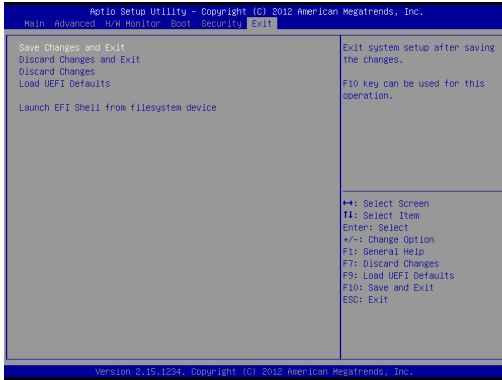 Aptio Setup Utility – Copyright (C) 2012 American Megatrends, Inc.
Main Advanced H/W Monitor Boot Security Exit
Save Changes and Exit
Discard Changes and Exit
Discard Changes
Load UEFI Defaults
Launch EFI Shell from filesystem device
Exit system setup after saving
the changes.
F10 key can be used for this
operation.
↔: Select Screen
↑↓: Select Item
Enter: Select
+/-: Change Option
F1: General Help
F7: Discard Changes
F9: Load UEFI Defaults
F10: Save and Exit
ESC: Exit
Version 2.15.1234. Copyright (C) 2012 American Megatrends, Inc.